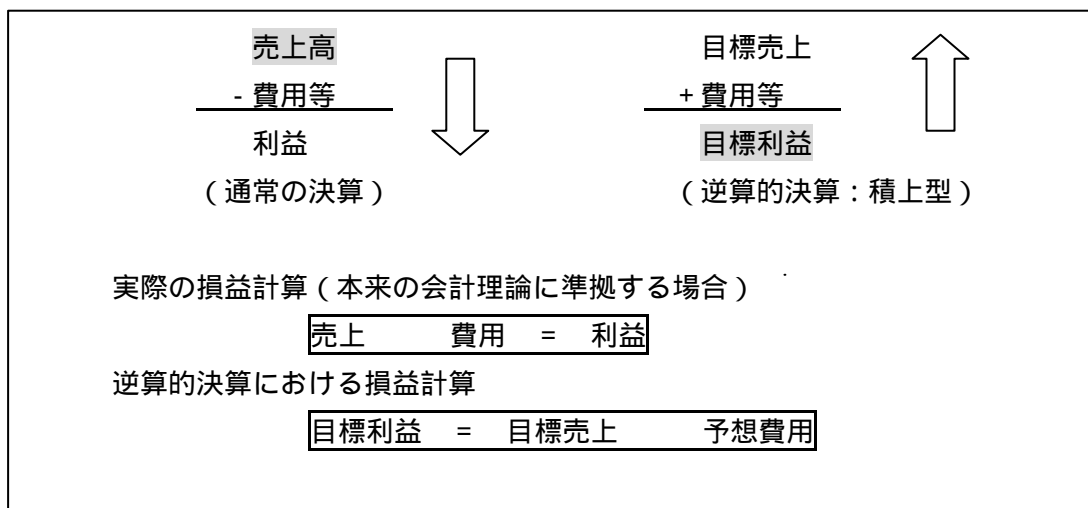 売上高
- 費用等
利益
（通常の決算）
目標売上
+ 費用等
目標利益
（逆算的決算：積上型）
実際の損益計算（本来の会計理論に準拠する場合）
売上 費用 = 利益
逆算的決算における損益計算
目標利益 = 目標売上 予想費用